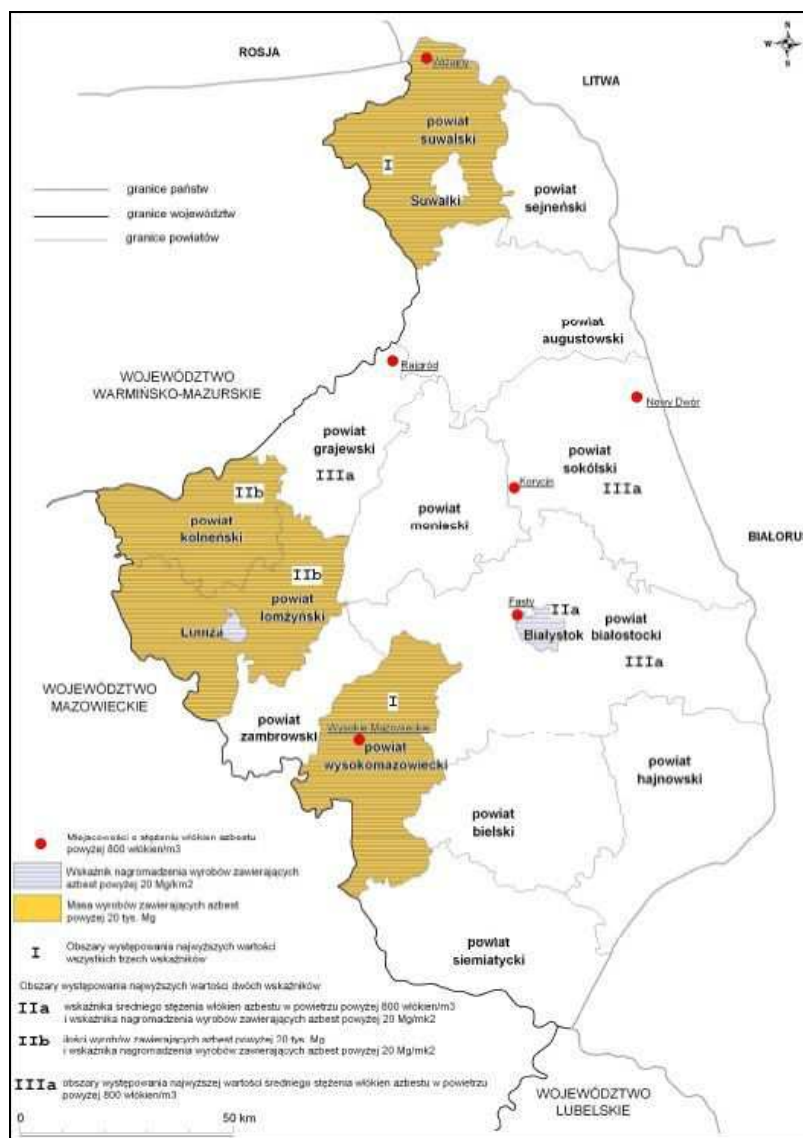 N
W
S
ROSJA
LITWA
Wiżajny
powiat
suwalski
I
Suwałki
powiat
sejneński
granice państw
granice województw
granice powiatów
powiat
augustowski
Rajgród
WOJEWÓDZTWO
WARMIŃSKO-MAZURSKIE
Nowy Dwór
powiat
grajewski
IIIa
powiat
sokólski
IIIa
Korycin
IIb
powiat
kolneński
powiat
moniecki
BIAŁORUŚ
IIb
powiat
łomżyński
Łomża
Fasty
IIa
Białystok
powiat
białostocki
IIIa
WOJEWÓDZTWO
MAZOWIECKIE
I
powiat
zambrowski
Wysokie Mazowieckie
powiat
wysokomazowiecki
powiat
hajnowski
powiat
bielski
Miejscowości o stężeniu włókien azbestu
powyżej 800 włókien/m3
Wskaźnik nagromadzenia wyrobów zawierających
azbest powyżej 20 Mg/km2
Masa wyrobów zawierających azbest
powyżej 20 tys. Mg
I
Obszary występowania najwyższych wartości
wszystkich trzech wskaźników
powiat
siemiatycki
Obszary występowania najwyższych wartości dwóch wskaźników
IIa wskaźnika średniego stężenia włókien azbestu w powietrzu powyżej 800 włókien/m3
i wskaźnika nagromadzenia wyrobów zawierających azbest powyżej 20 Mg/mk2
IIb ilości wyrobów zawierających azbest powyżej 20 tys. Mg
i wskaźnika nagromadzenia wyrobów zawierających azbest powyżej 20 Mg/mk2
IIIa obszary występowania najwyższej wartości średniego stężenia włókien azbestu w powietrzu
powyżej 800 włókien/m3
0 50 km
WOJEWÓDZTWO
LUBELSKIE